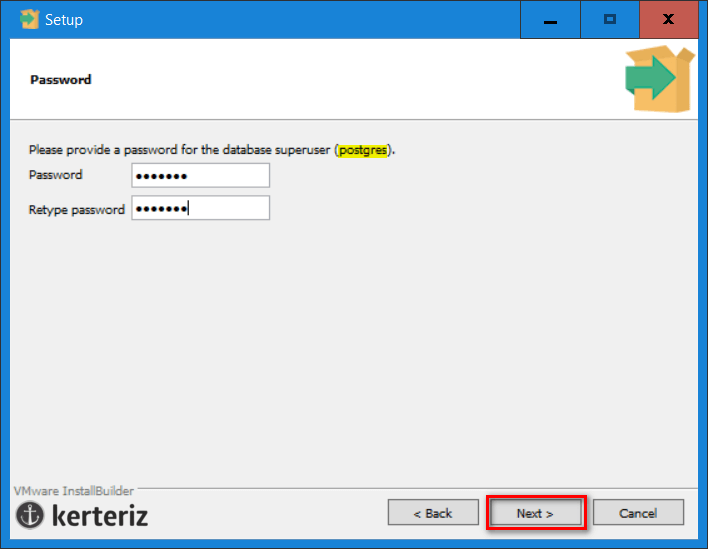 Setup
Password
Please provide a password for the database superuser (postgres).
Password
•••••••
Retype password
•••••••
VMware InstallBuilder
kerteriz
< Back
Next >
Cancel